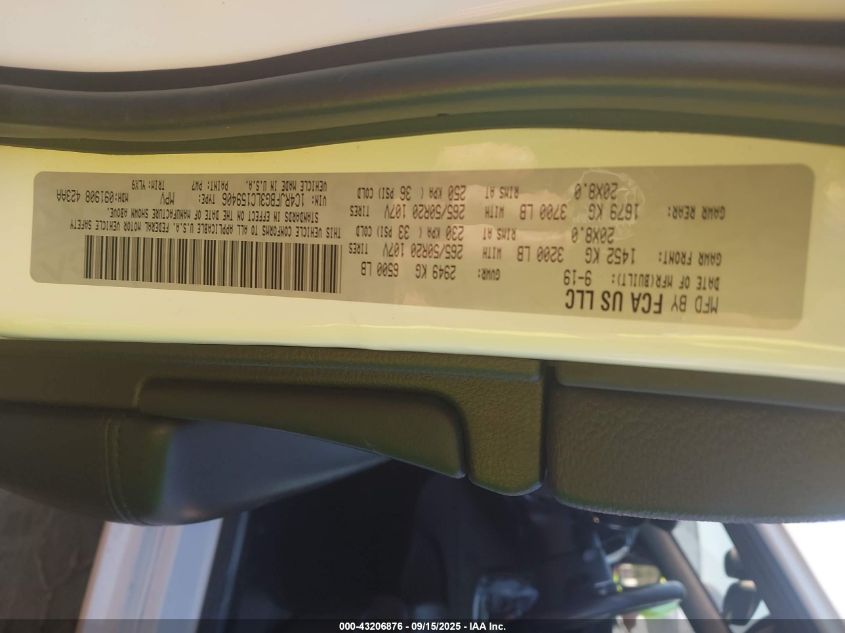 MFD BY FCA US LLC
DATE OF MFR(BUILT): 9-19 GVWR: 2949 KG 6500 LB
GAWR FRONT: 1452 KG 3200 LB WITH 265/50R20 107V TIRES
20X8.0 RIMS AT 230 KPA ( 33 PSI) COLD
GAWR REAR: 1679 KG 3700 LB WITH 265/50R20 107V TIRES
20X8.0 RIMS AT 250 KPA ( 36 PSI) COLD
THIS VEHICLE CONFORMS TO ALL APPLICABLE U.S.A. FEDERAL MOTOR VEHICLE SAFETY
STANDARDS IN EFFECT ON THE DATE OF MANUFACTURE SHOWN ABOVE.
VIN: 1C4RJFBG3LC159406 TYPE: MPV MDH:091908 423AA
VEHICLE MADE IN U.S.A. PAINT: PW7 TRIM: VLX9
000-43206876 - 09/15/2025 - IAA Inc.